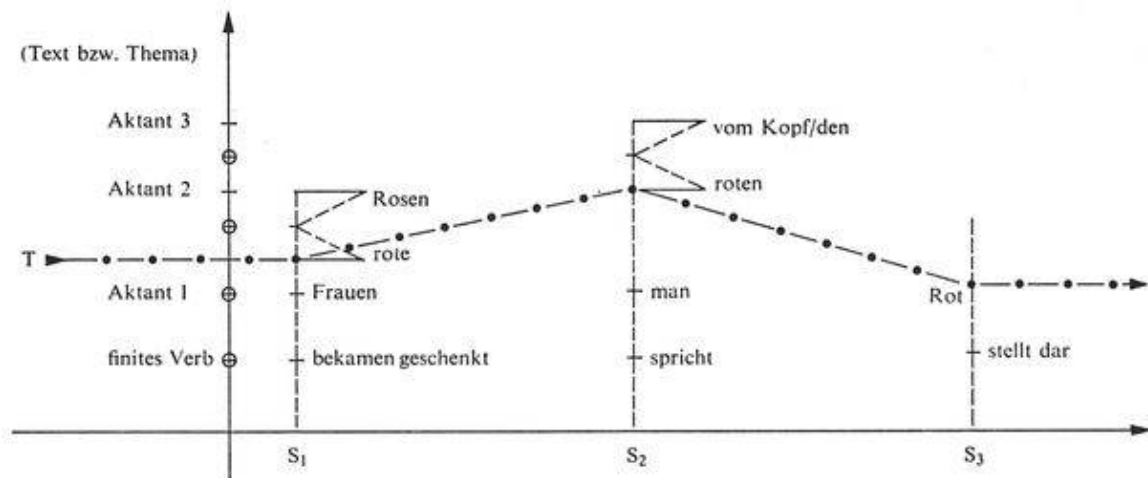 (Text bzw. Thema)
Aktant 3
vom Kopf/den
Aktant 2
Rosen
roten
T
rote
Aktant 1
Frauen
man
Rot
finites Verb
bekamen geschenkt
spricht
stellt dar
S₁
S₂
S₃